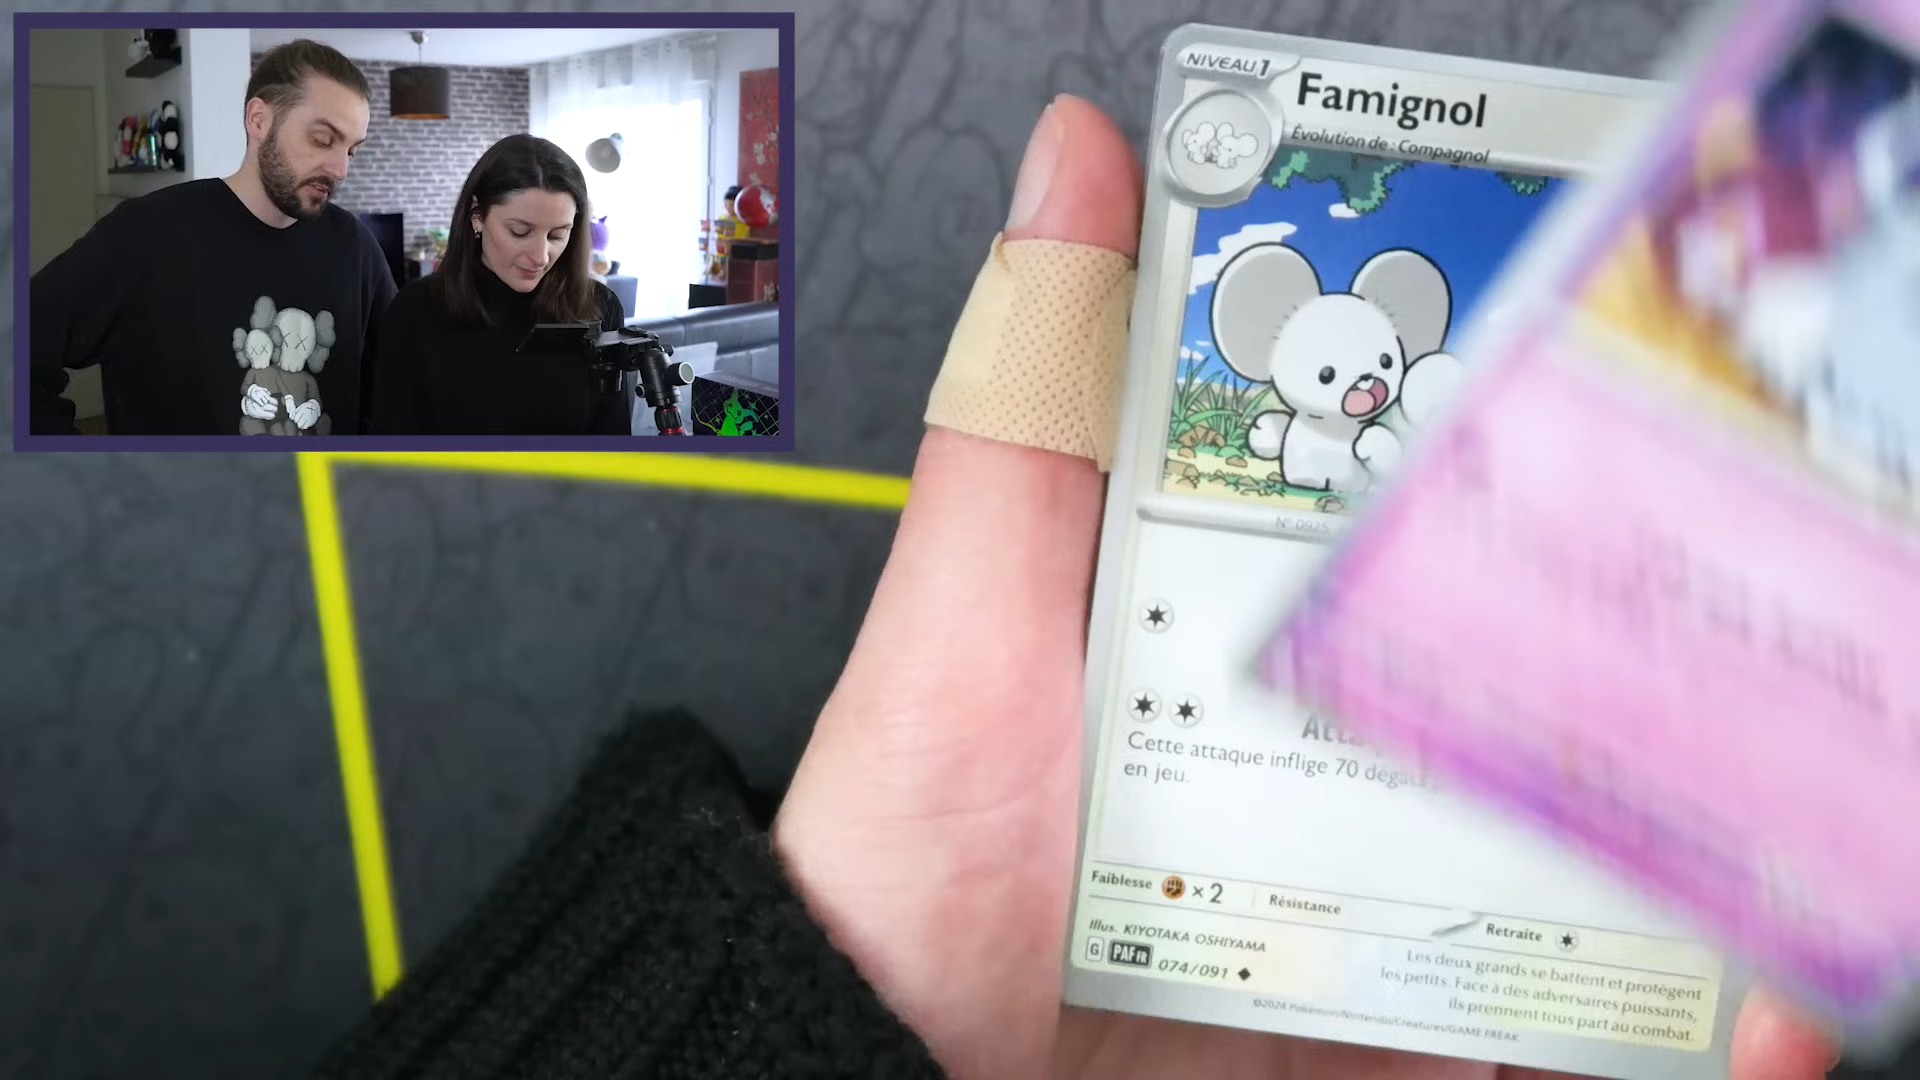 NIVEAU 1
Famignol
Évolution de : Compagnol
N° 0925
Cette attaque inflige 70 dégâts
en jeu.
Faiblesse × 2
Résistance
Retraite
Illus. KIYOTAKA OSHIYAMA
G PAF FR 074/091
Les deux grands se battent et protègent
les petits. Face à des adversaires puissants,
ils prennent tous part au combat.
©2024 Pokémon/Nintendo/Creatures/GAME FREAK